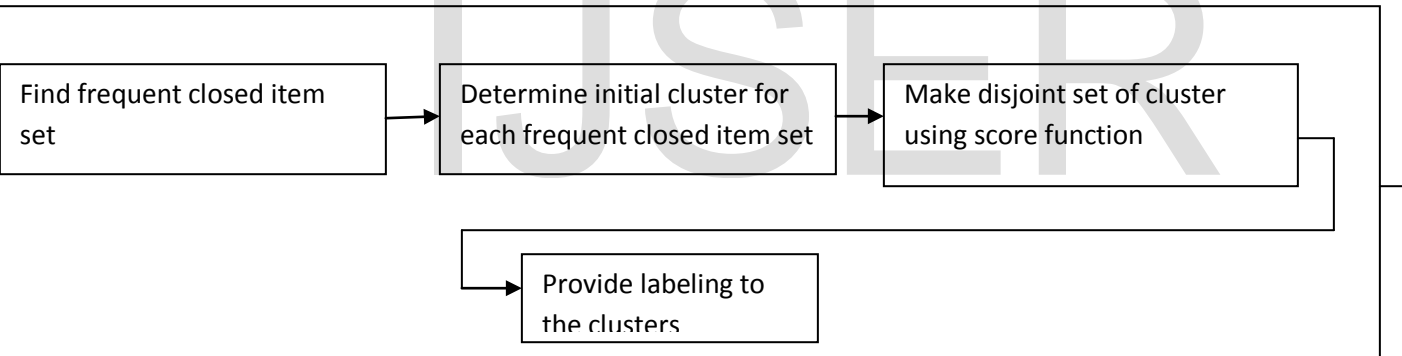 IJSER
Find frequent closed item
set
Determine initial cluster for
each frequent closed item set
Make disjoint set of cluster
using score function
Provide labeling to
the clusters